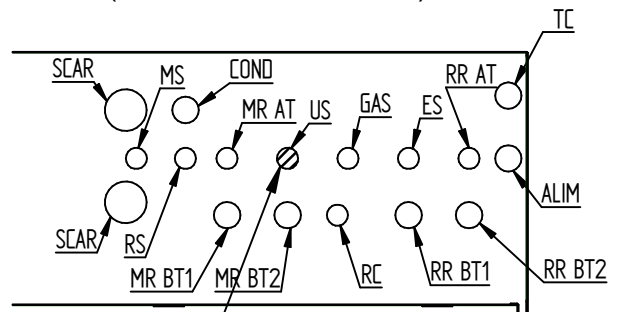 TC
SCAR
MS
COND
MR AT
US
GAS
ES
RR AT
SCAR
RS
MR BT1
MR BT2
RC
RR BT1
ALIM
RR BT2